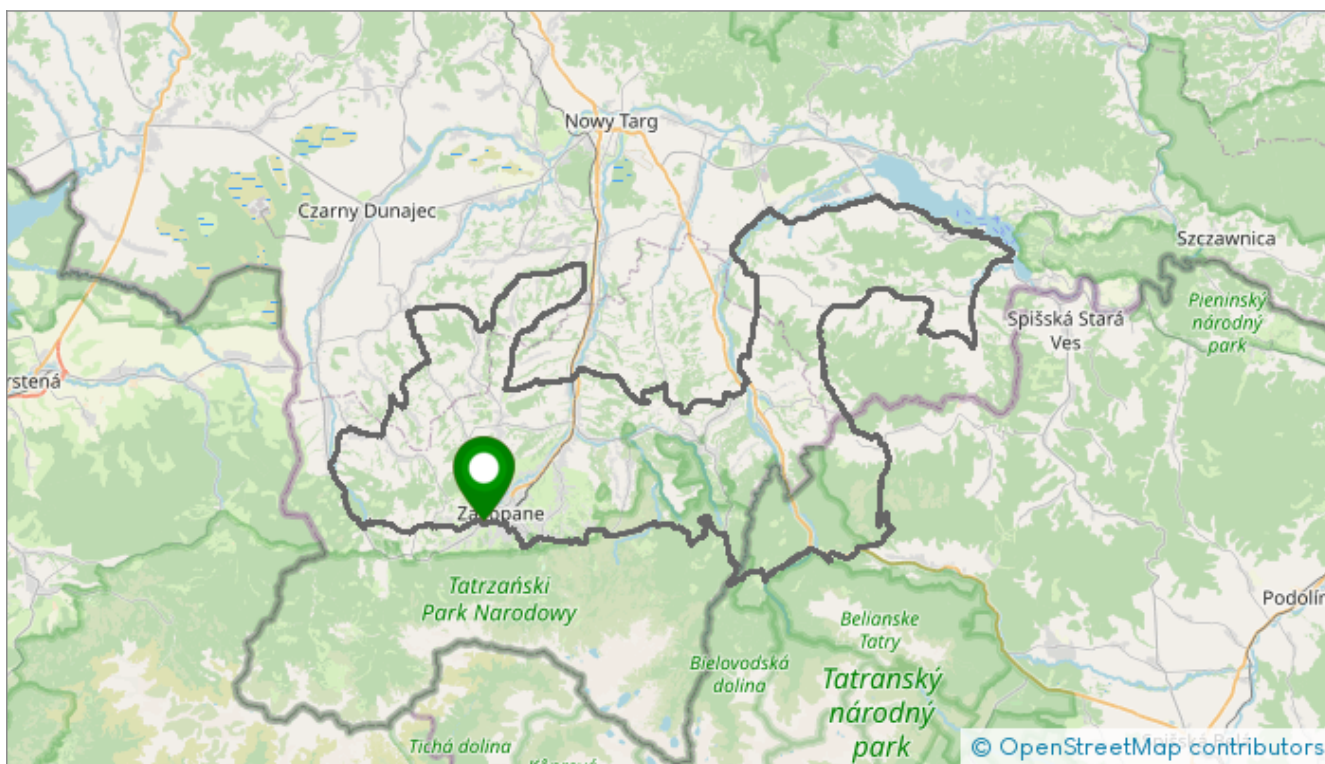 Nowy Targ
Czarny Dunajec
Szczawnica
Pieninský
národný
park
Spišská Stará
Ves
rstená
Tatrzański
Park Narodowy
Podolín
Belianske
Tatry
Bielovodská
dolina
Tatranský
národný
park
Tichá dolina
© OpenStreetMap contributors